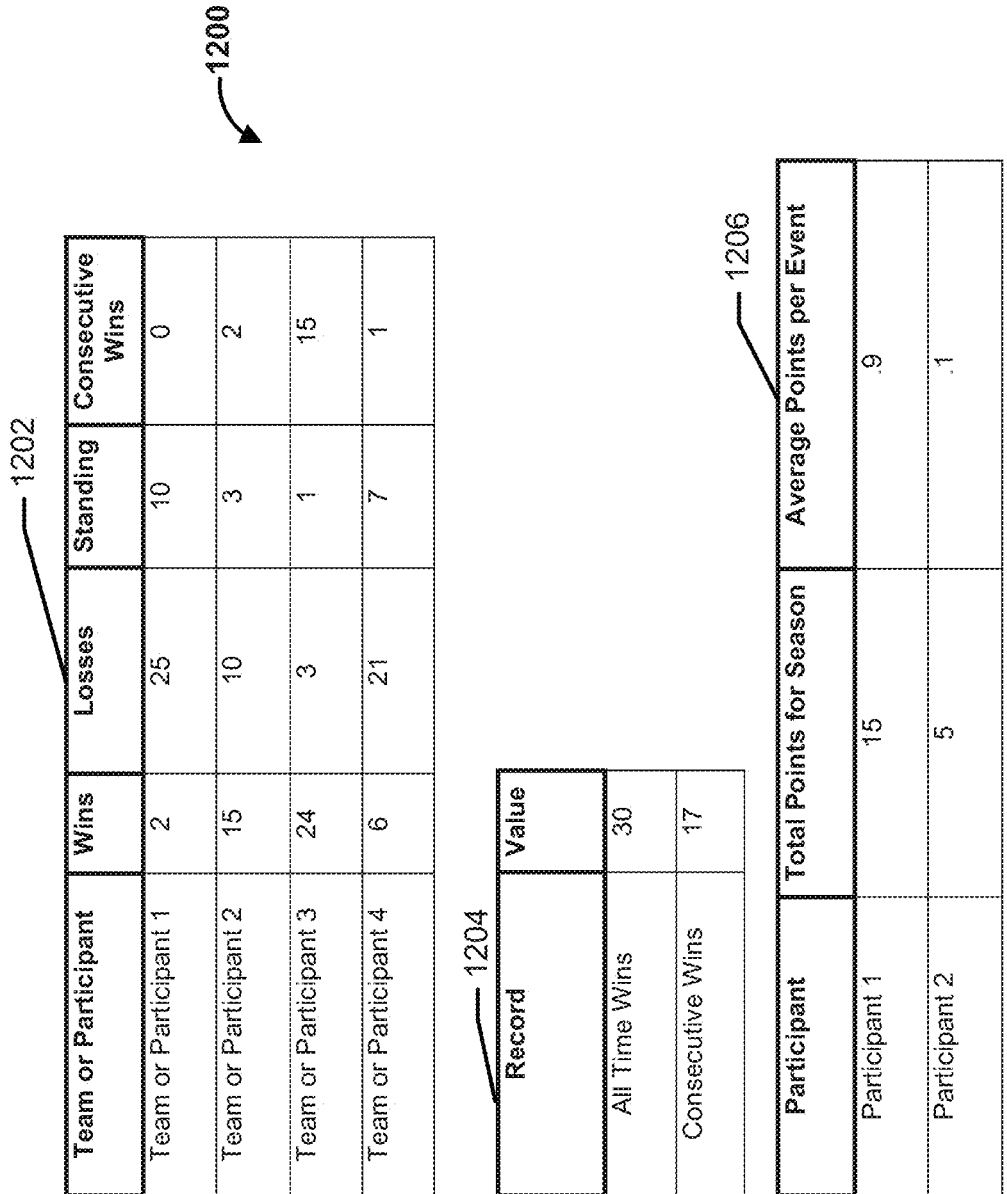 1200
1202
Team or Participant Wins Losses Standing Consecutive Wins
Team or Participant 1 2 25 10 0
Team or Participant 2 15 10 3 2
Team or Participant 3 24 3 1 15
Team or Participant 4 6 21 7 1
1204
Record Value
All Time Wins 30
Consecutive Wins 17
1206
Participant Total Points for Season Average Points per Event
Participant 1 15 .9
Participant 2 5 .1